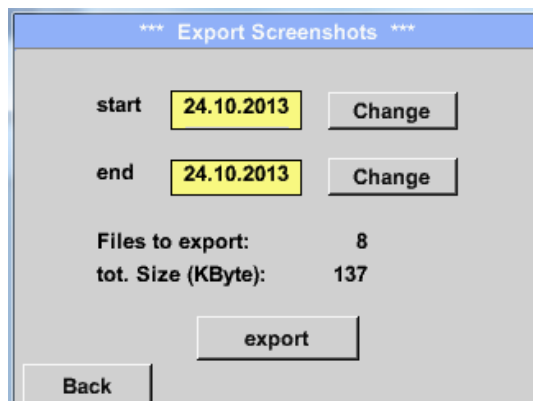 *** Export Screenshots ***
start 24.10.2013 Change
end 24.10.2013 Change
Files to export: 8
tot. Size (KByte): 137
export
Back